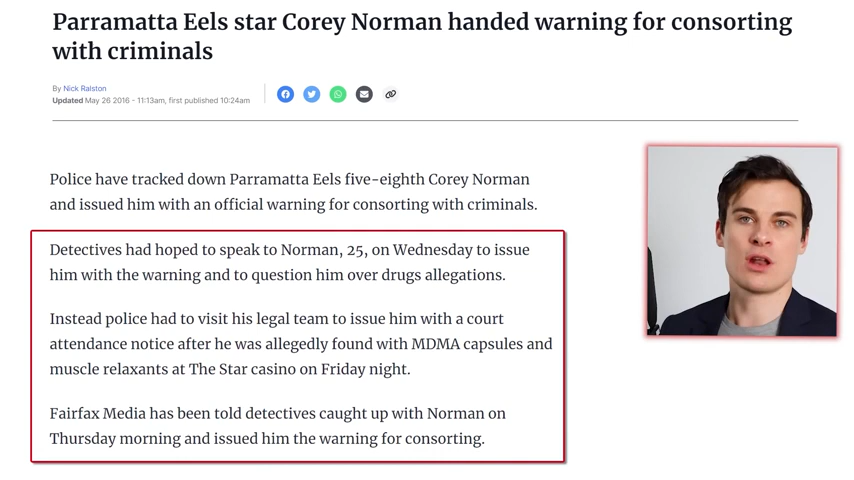 Parramatta Eels star Corey Norman handed warning for consorting
with criminals
By Nick Ralston
Updated May 26 2016 - 11:13am, first published 10:24am
Police have tracked down Parramatta Eels five-eighth Corey Norman
and issued him with an official warning for consorting with criminals.
Detectives had hoped to speak to Norman, 25, on Wednesday to issue
him with the warning and to question him over drugs allegations.
Instead police had to visit his legal team to issue him with a court
attendance notice after he was allegedly found with MDMA capsules and
muscle relaxants at The Star casino on Friday night.
Fairfax Media has been told detectives caught up with Norman on
Thursday morning and issued him the warning for consorting.